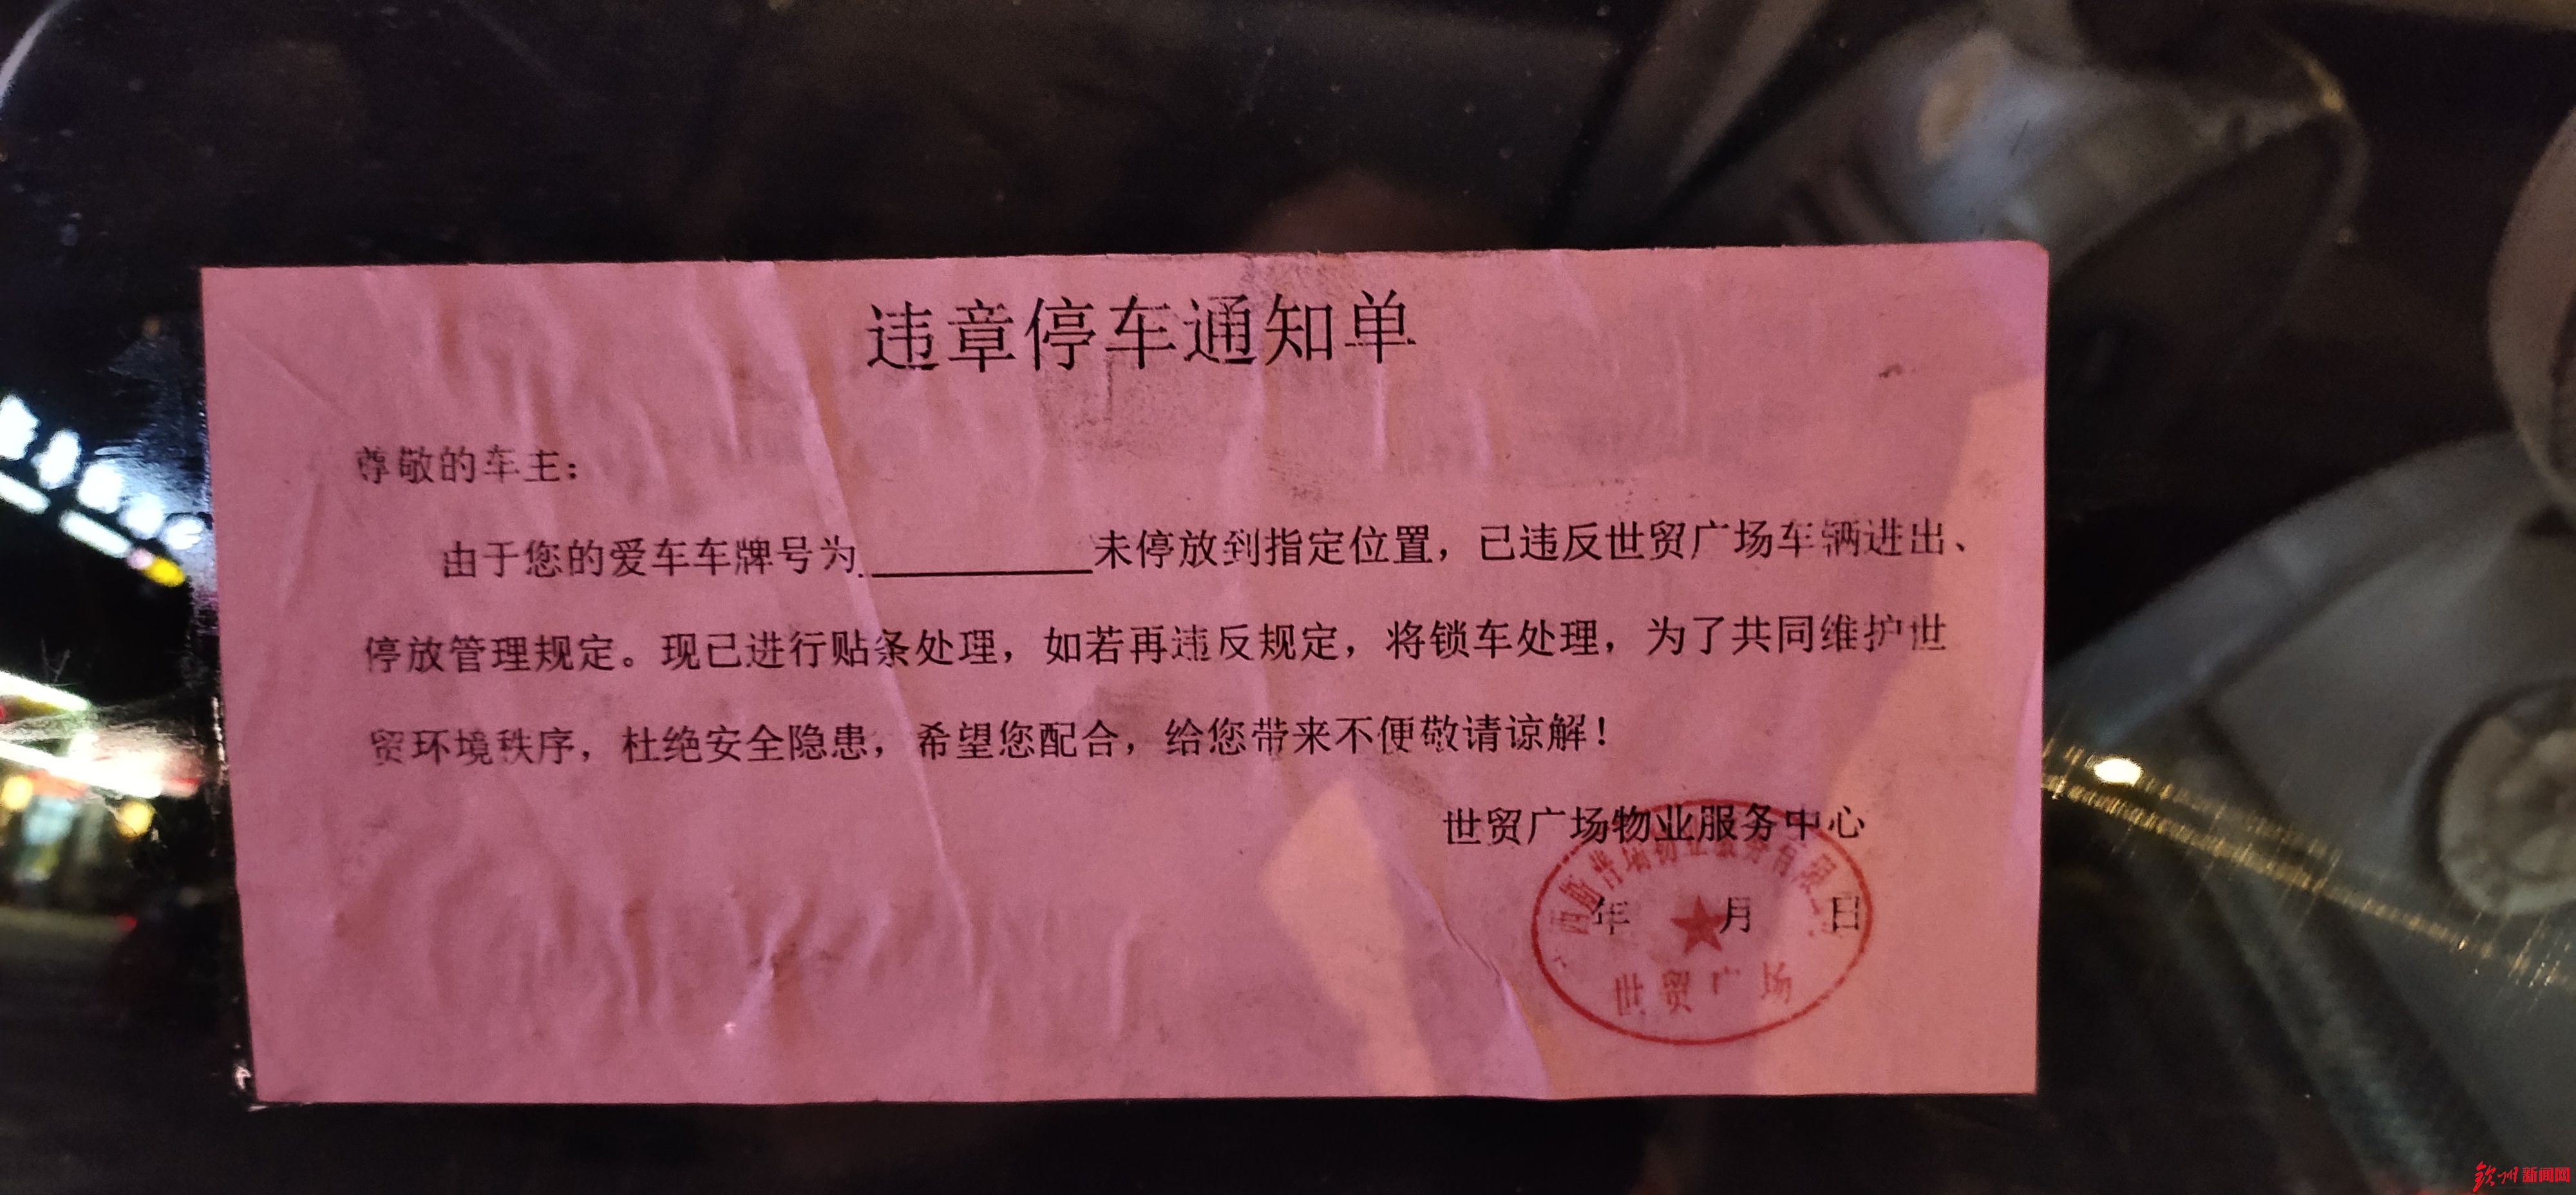 违章停车通知单
尊敬的车主：
由于您的爱车车牌号为__________未停放到指定位置，已违反世贸广场车辆进出、
停放管理规定。现已进行贴条处理，如若再违反规定，将锁车处理，为了共同维护世
贸环境秩序，杜绝安全隐患，希望您配合，给您带来不便敬请谅解！
世贸广场物业服务中心
年 月 日
世贸广场
钦州新闻网